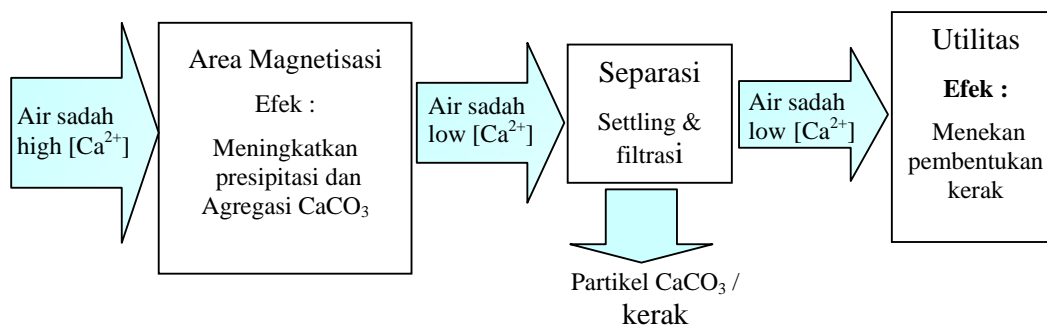 Air sadah
high [Ca²⁺]
Area Magnetisasi
Efek :
Meningkatkan
presipitasi dan
Agregasi CaCO₃
Air sadah
low [Ca²⁺]
Separasi
Settling &
filtrasi
Partikel CaCO₃ /
kerak
Air sadah
low [Ca²⁺]
Utilitas
Efek :
Menekan
pembentukan
kerak